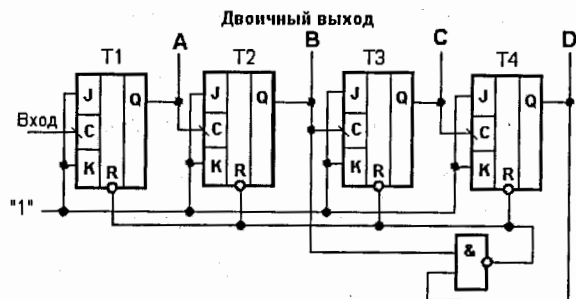 Двоичный выход
A B C D
T1 T2 T3 T4
J Q J Q J Q J Q
Вход C C C C
K R K R K R K R
"1"
&